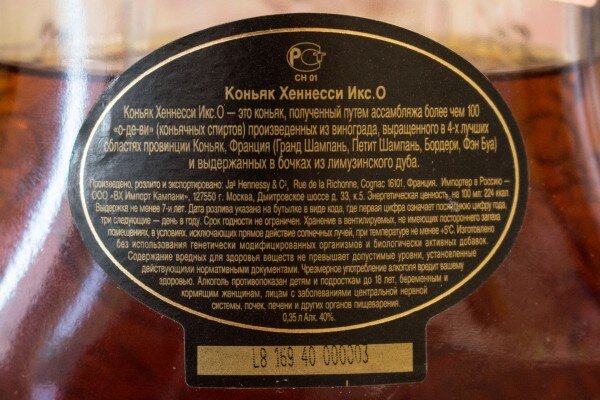 РСТ
СН 01
Коньяк Хеннесси Икс.О
Коньяк Хеннесси Икс.О — это коньяк, полученный путем ассамбляжа более чем 100
«о-де-ви» (коньячных спиртов) произведенных из винограда, выращенного в 4-х лучших
областях провинции Коньяк, Франция (Гранд Шампань, Петит Шампань, Бордери, Фэн Буа)
и выдержанных в бочках из лимузинского дуба.
Произведено, розлито и экспортировано: Jas Hennessy & C°, Rue de la Richonne, Cognac 16101, Франция. Импортер в Россию –
ООО «ВХ Импорт Кампани», 127550 г. Москва, Дмитровское шоссе д. 33, к.5. Энергетическая ценность, на 100 мл: 224 ккал.
Выдержка не менее 7-и лет. Дата розлива указана на бутылке в виде кода, где первая цифра означает последнюю цифру года,
три следующие — день в году. Срок годности не ограничен. Хранение в вентилируемых, не имеющих постороннего запаха
помещениях, в условиях, исключающих прямое действие солнечных лучей, при температуре не менее +5°С. Изготовлено
без использования генетически модифицированных организмов и биологически активных добавок.
Содержание вредных для здоровья веществ не превышает допустимые уровни, установленные
действующими нормативными документами. Чрезмерное употребление алкоголя вредит вашему
здоровью. Алкоголь противопоказан детям и подросткам до 18 лет, беременным и
кормящим женщинам, лицам с заболеваниями центральной нервной
системы, почек, печени и других органов пищеварения.
0,35 л Алк. 40%.
L8 169 40 000003